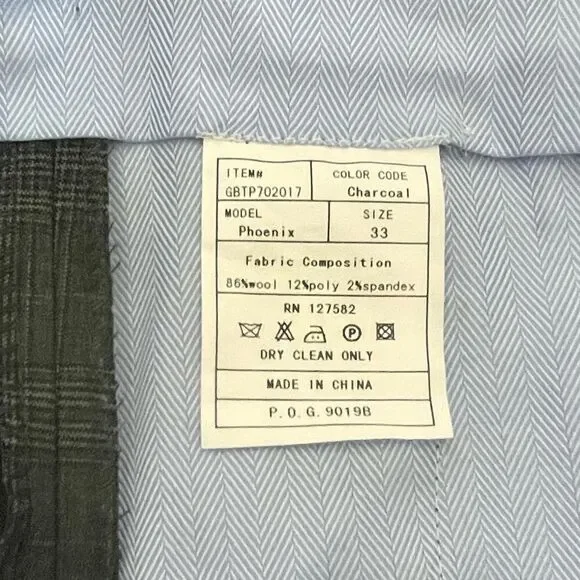 ITEM# COLOR CODE
GBTP702017 Charcoal
MODEL SIZE
Phoenix 33
Fabric Composition
86%wool 12%poly 2%spandex
RN 127582
P
DRY CLEAN ONLY
MADE IN CHINA
P.O.G.9019B